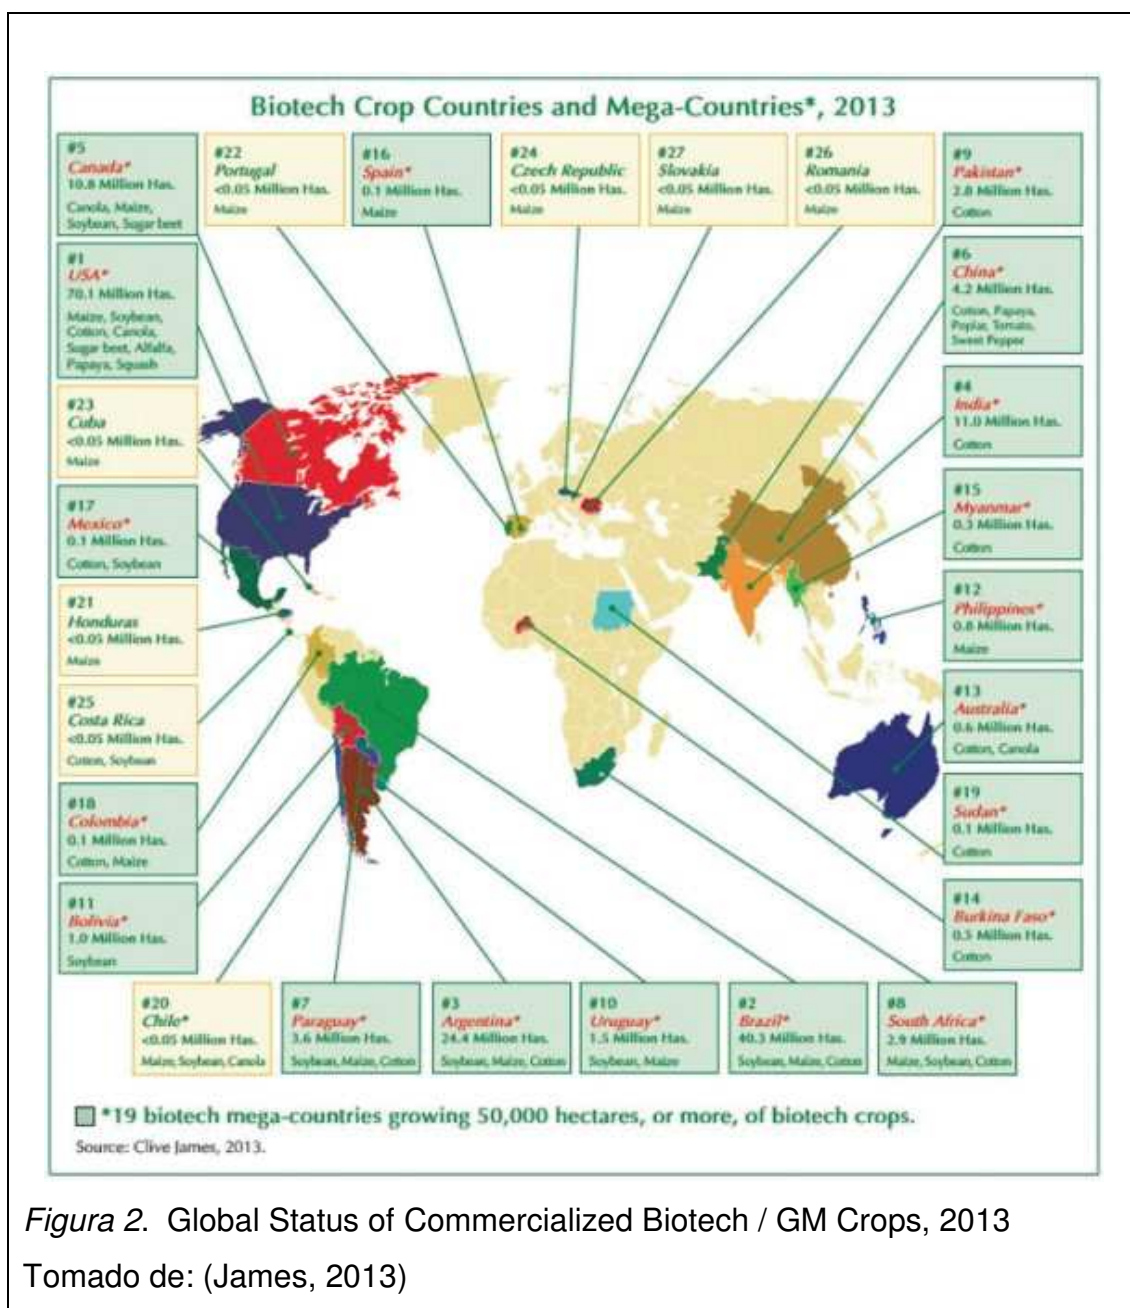 Biotech Crop Countries and Mega-Countries*, 2013
#5
Canada*
10.8 Million Has.
Canola, Maize,
Soybean, Sugar beet
#22
Portugal
<0.05 Million Has.
Maize
#16
Spain*
0.1 Million Has.
Maize
#24
Czech Republic
<0.05 Million Has.
Maize
#27
Slovakia
<0.05 Million Has.
Maize
#26
Romania
<0.05 Million Has.
Maize
#9
Pakistan*
2.8 Million Has.
Cotton
#1
USA*
70.1 Million Has.
Maize, Soybean,
Cotton, Canola,
Sugar beet, Alfalfa,
Papaya, Squash
#6
China*
4.2 Million Has.
Cotton, Papaya,
Poplar, Tomato,
Sweet Pepper
#23
Cuba
<0.05 Million Has.
Maize
#4
India*
11.0 Million Has.
Cotton
#17
Mexico*
0.1 Million Has.
Cotton, Soybean
#15
Myanmar*
0.3 Million Has.
Cotton
#21
Honduras
<0.05 Million Has.
Maize
#12
Philippines*
0.8 Million Has.
Maize
#25
Costa Rica
<0.05 Million Has.
Cotton, Soybean
#13
Australia*
0.6 Million Has.
Cotton, Canola
#18
Colombia*
0.1 Million Has.
Cotton, Maize
#19
Sudan*
0.1 Million Has.
Cotton
#11
Bolivia*
1.0 Million Has.
Soybean
#14
Burkina Faso*
0.5 Million Has.
Cotton
#20
Chile*
<0.05 Million Has.
Maize, Soybean, Canola
#7
Paraguay*
3.6 Million Has.
Soybean, Maize, Cotton
#3
Argentina*
24.4 Million Has.
Soybean, Maize, Cotton
#10
Uruguay*
1.5 Million Has.
Soybean, Maize
#2
Brazil*
40.3 Million Has.
Soybean, Maize, Cotton
#8
South Africa*
2.9 Million Has.
Maize, Soybean, Cotton
*19 biotech mega-countries growing 50,000 hectares, or more, of biotech crops.
Source: Clive James, 2013.
Figura 2. Global Status of Commercialized Biotech / GM Crops, 2013
Tomado de: (James, 2013)